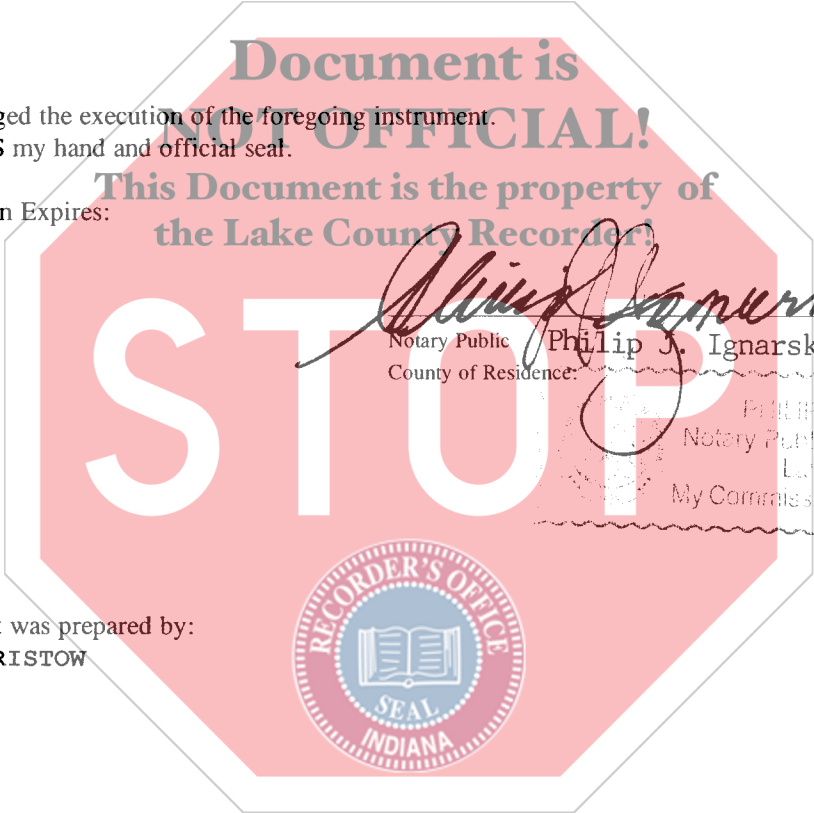 Document is
ged the execution of the foregoing instrument.
NOT OFFICIAL!
S my hand and official seal.
This Document is the property of
n Expires:
the Lake County Recorder!
Notary Public Philip J. Ignarsk
County of Residence:
STOP
PHILIP
Notary Publ
My Commiss
RECORDER'S OFFICE
SEAL
INDIANA
t was prepared by:
RISTOW